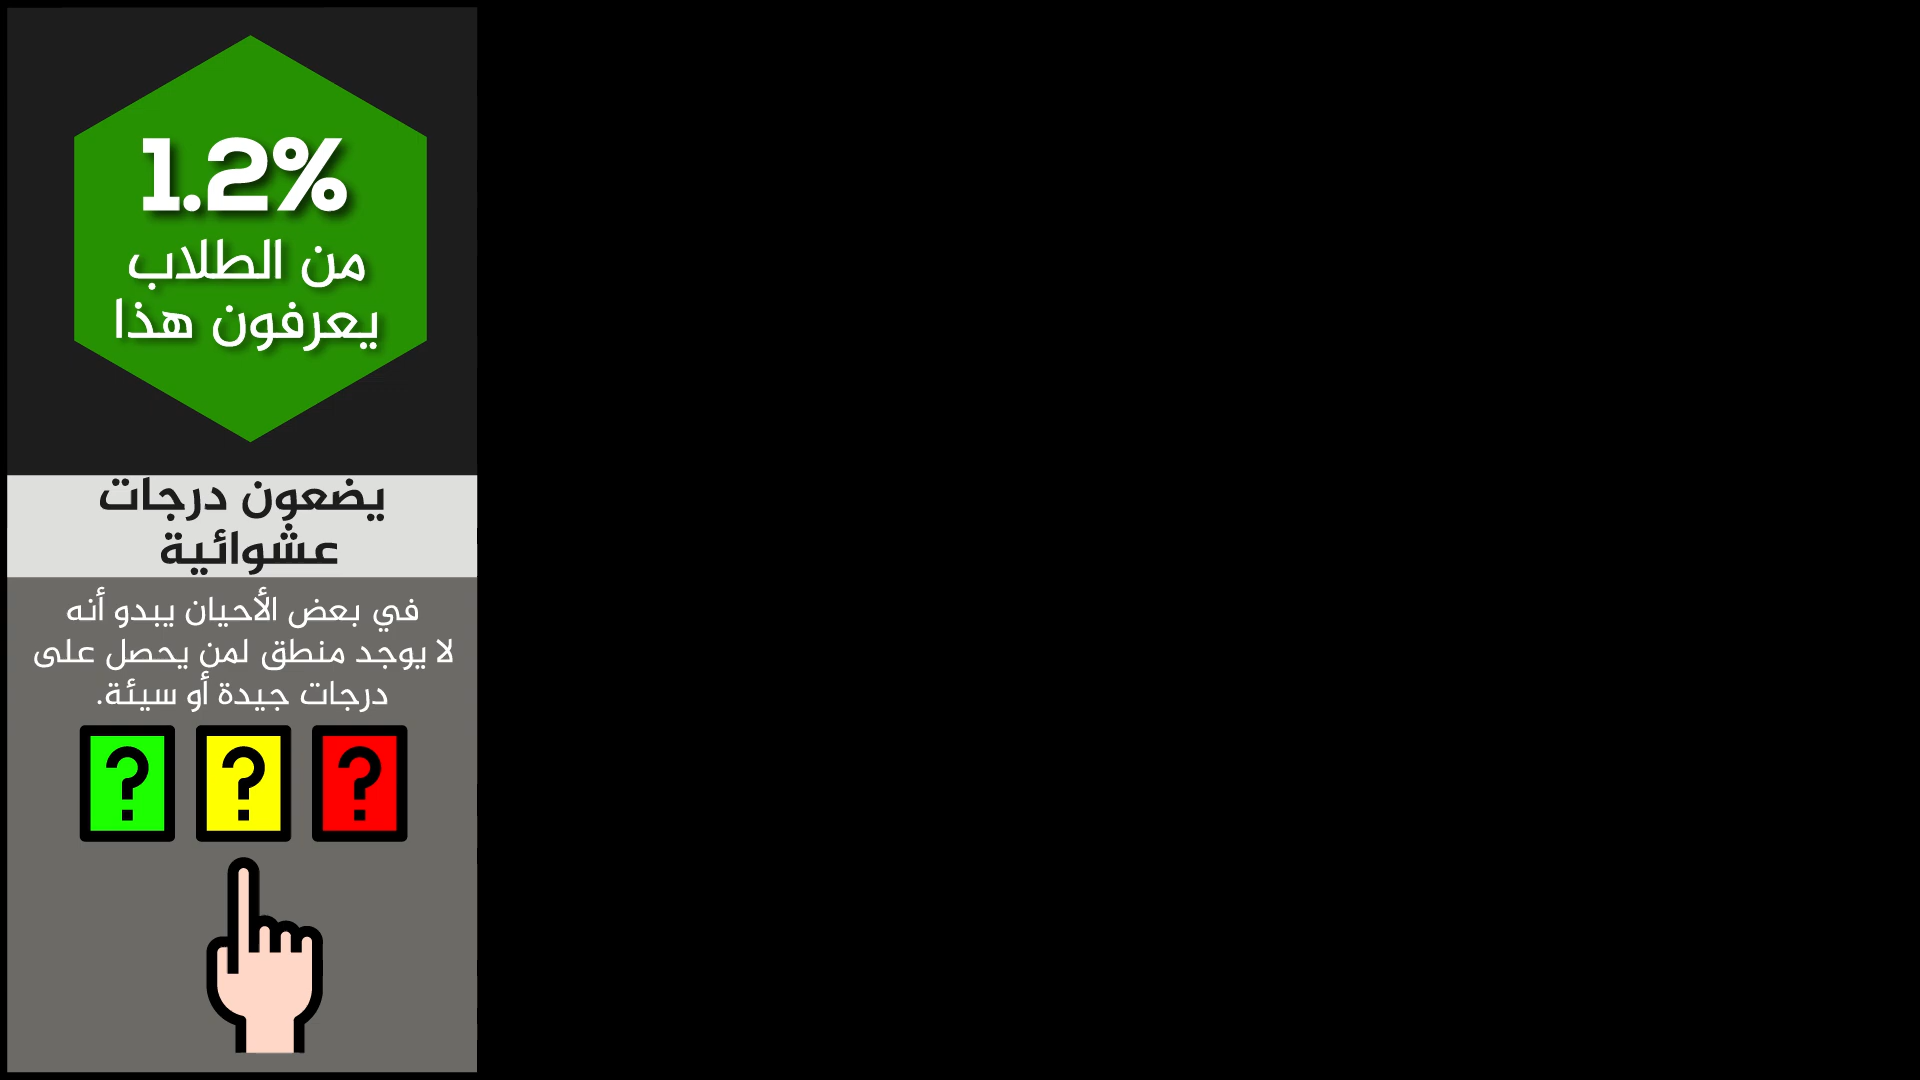 1.2%
من الطلاب
يعرفون هذا
يضعون درجات
عشوائية
في بعض الأحيان يبدو أنه
لا يوجد منطق لمن يحصل على
درجات جيدة أو سيئة.
? ? ?